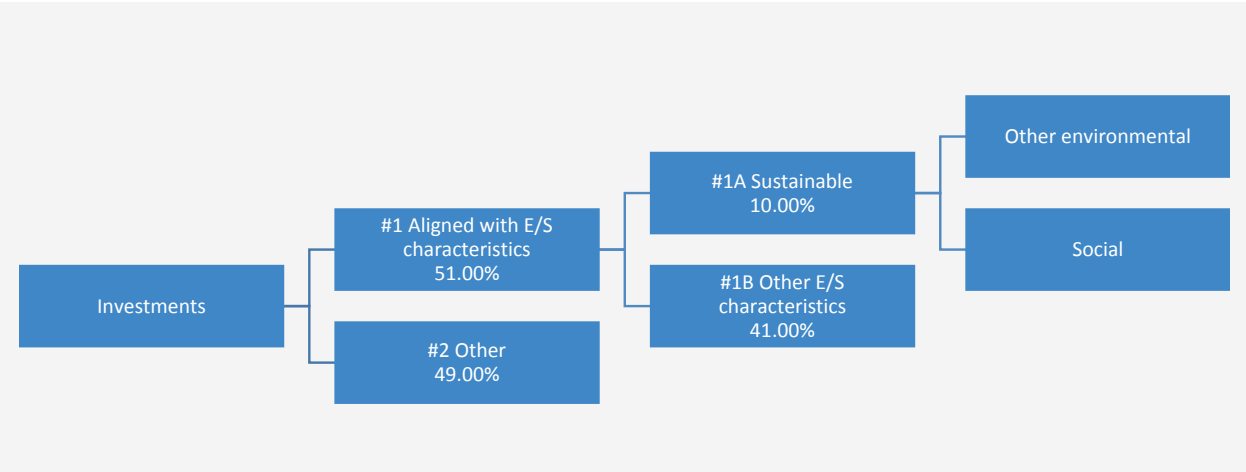 Investments
#1 Aligned with E/S
characteristics
51.00%
#2 Other
49.00%
#1A Sustainable
10.00%
#1B Other E/S
characteristics
41.00%
Other environmental
Social